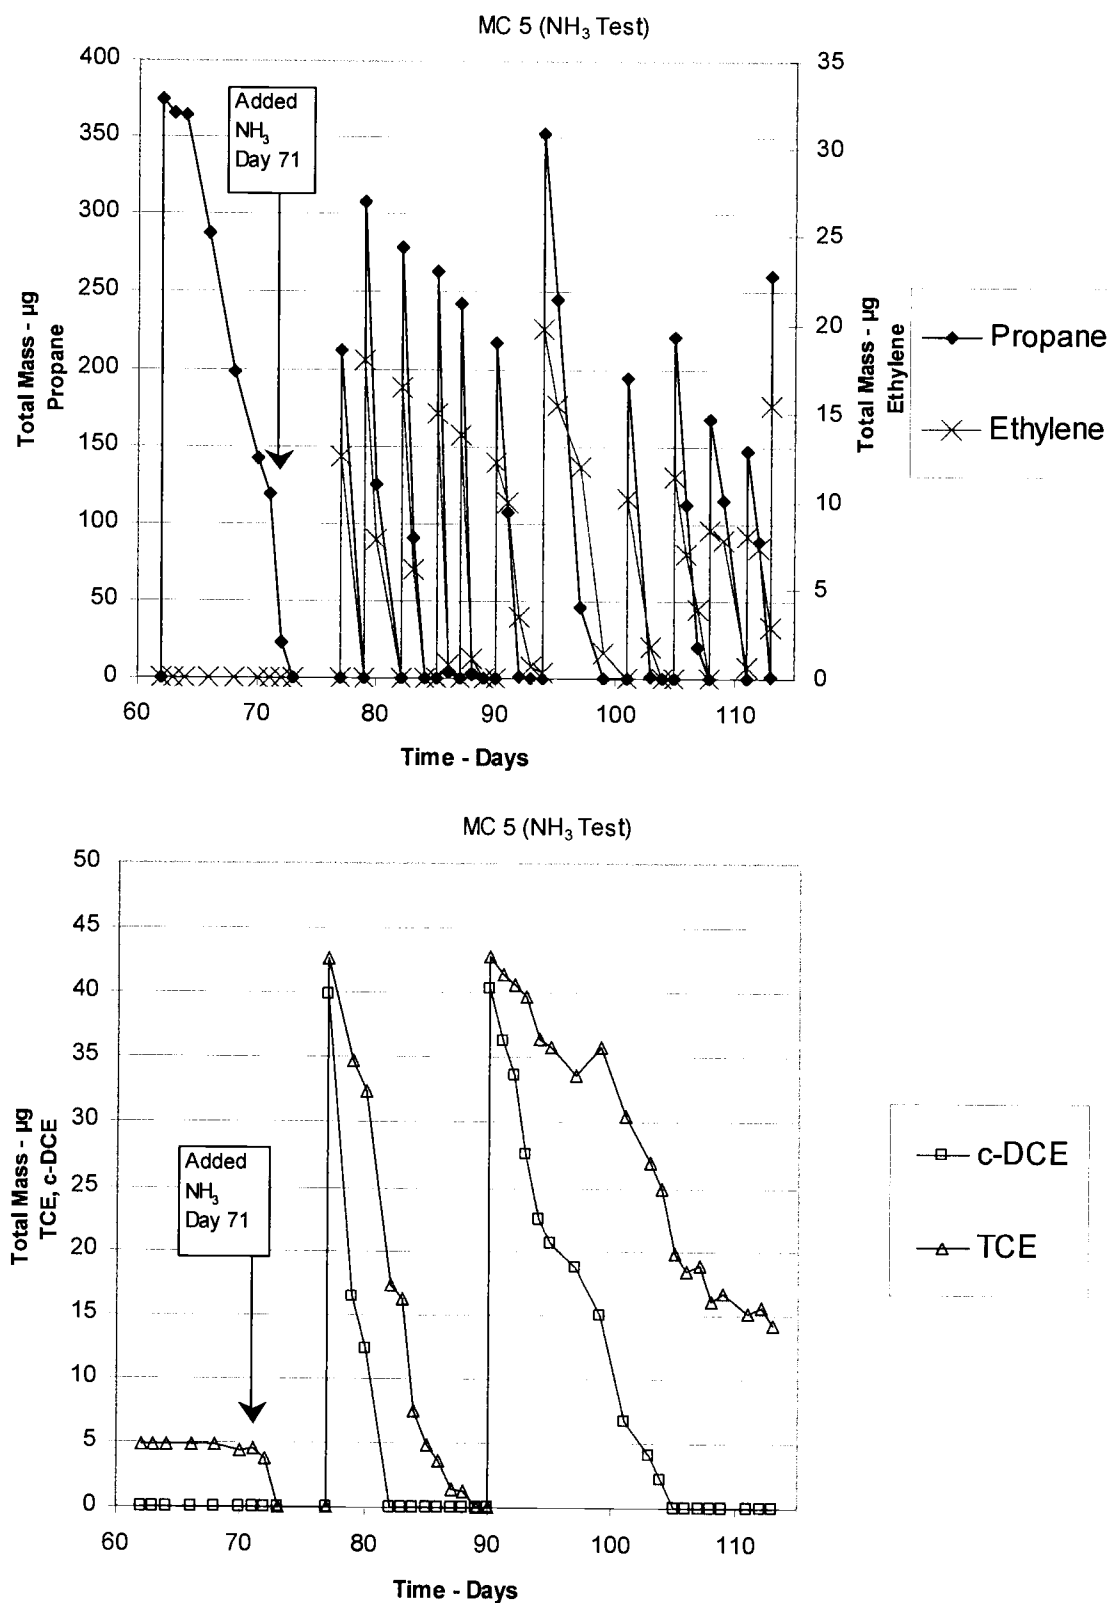 MC 5 (NH₃ Test)
400
350
300
250
200
150
100
50
0
Total Mass - µg
Propane
Added
NH₃
Day 71
35
30
25
20
15
10
5
0
Total Mass - µg
Ethylene
60
70
80
90
100
110
Time - Days
Propane
Ethylene
MC 5 (NH₃ Test)
50
45
40
35
30
25
20
15
10
5
0
Total Mass - µg
TCE, c-DCE
Added
NH₃
Day 71
60
70
80
90
100
110
Time - Days
c-DCE
TCE